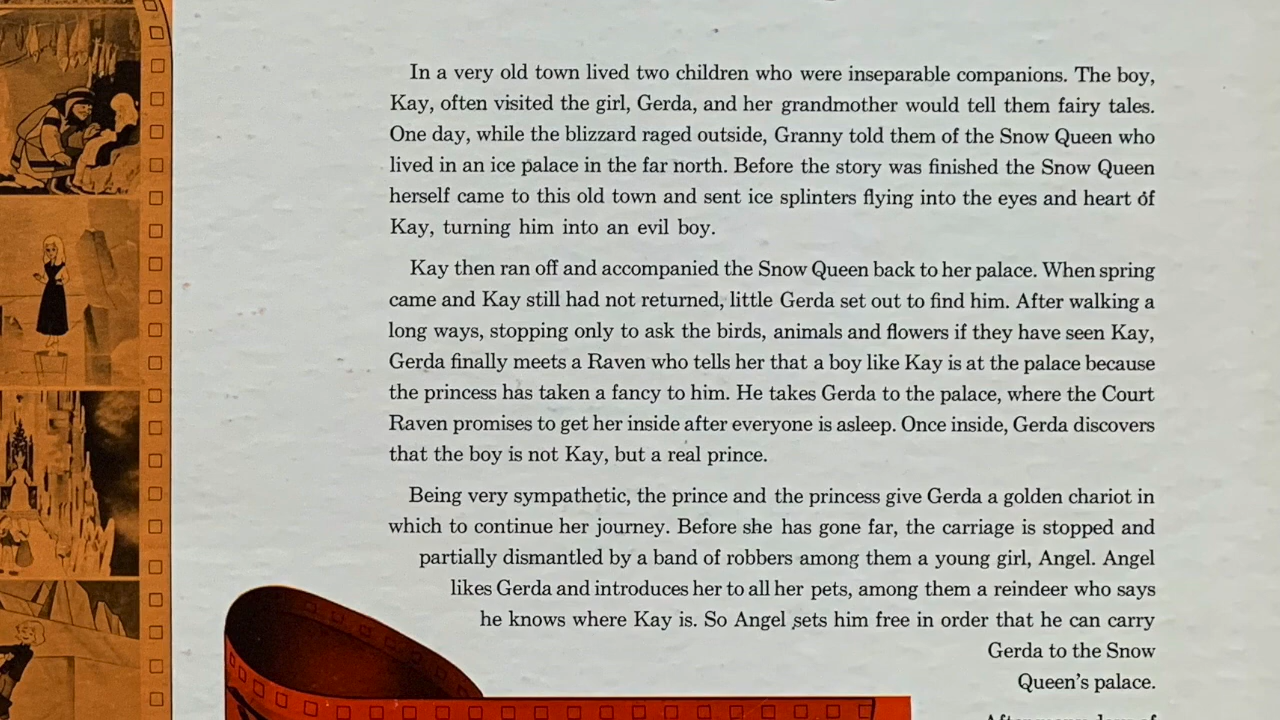 In a very old town lived two children who were inseparable companions. The boy,
Kay, often visited the girl, Gerda, and her grandmother would tell them fairy tales.
One day, while the blizzard raged outside, Granny told them of the Snow Queen who
lived in an ice palace in the far north. Before the story was finished the Snow Queen
herself came to this old town and sent ice splinters flying into the eyes and heart of
Kay, turning him into an evil boy.
Kay then ran off and accompanied the Snow Queen back to her palace. When spring
came and Kay still had not returned, little Gerda set out to find him. After walking a
long ways, stopping only to ask the birds, animals and flowers if they have seen Kay,
Gerda finally meets a Raven who tells her that a boy like Kay is at the palace because
the princess has taken a fancy to him. He takes Gerda to the palace, where the Court
Raven promises to get her inside after everyone is asleep. Once inside, Gerda discovers
that the boy is not Kay, but a real prince.
Being very sympathetic, the prince and the princess give Gerda a golden chariot in
which to continue her journey. Before she has gone far, the carriage is stopped and
partially dismantled by a band of robbers among them a young girl, Angel. Angel
likes Gerda and introduces her to all her pets, among them a reindeer who says
he knows where Kay is. So Angel sets him free in order that he can carry
Gerda to the Snow
Queen's palace.